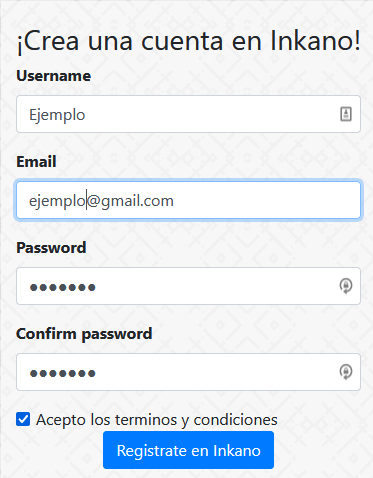 ¡Crea una cuenta en Inkano!
Username
Ejemplo
Email
ejemplo@gmail.com
Password
●●●●●●●
Confirm password
●●●●●●●
Acepto los terminos y condiciones
Registrate en Inkano